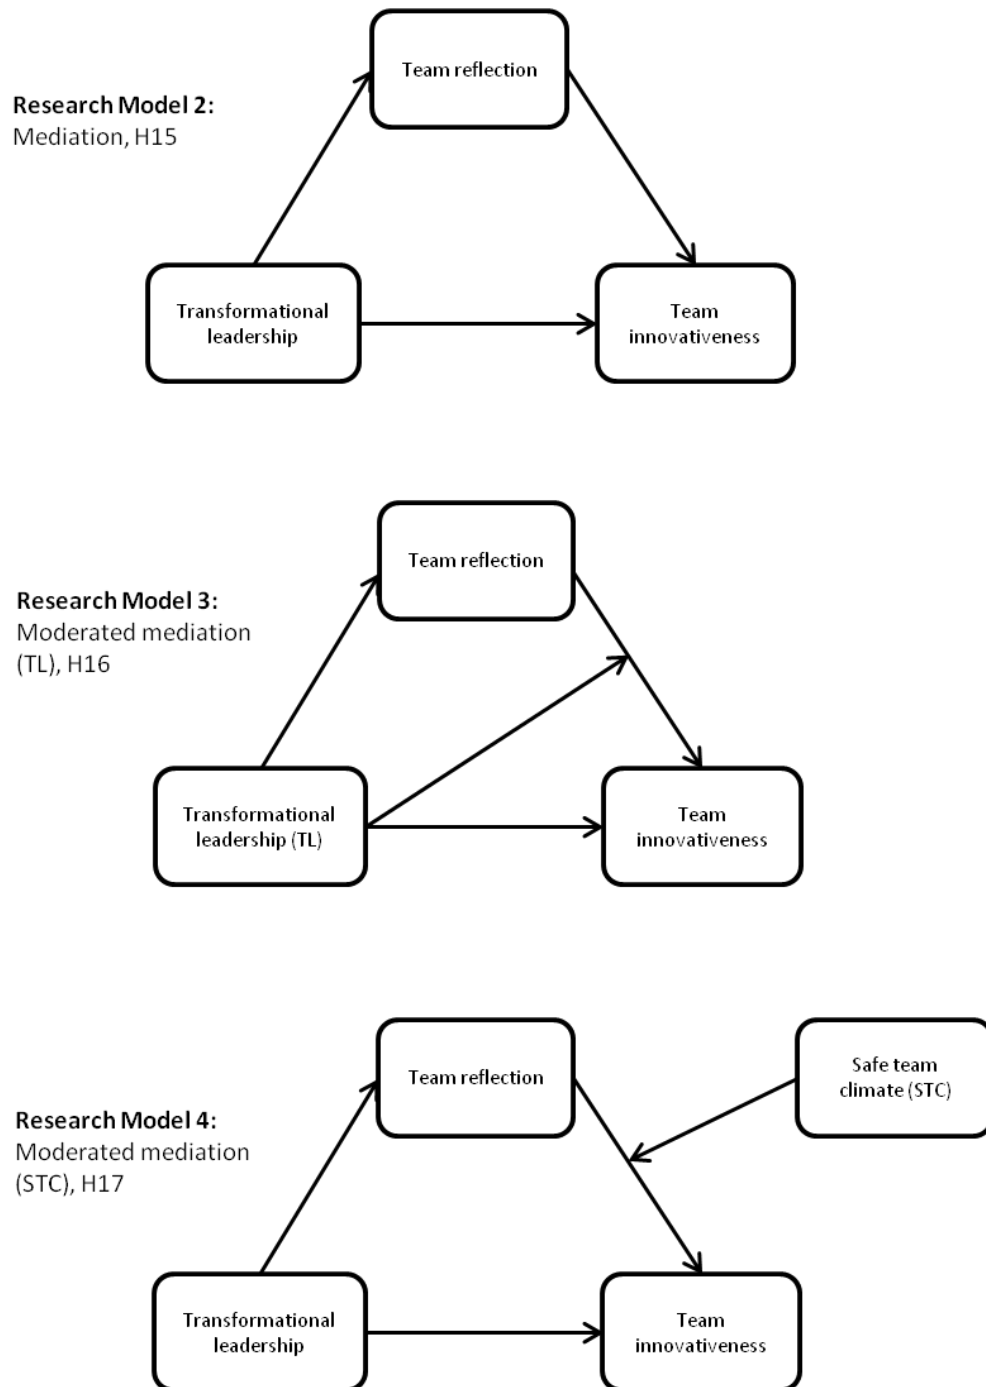 Team reflection
Research Model 2:
Mediation, H15
Transformational
leadership
Team
innovativeness
Team reflection
Research Model 3:
Moderated mediation
(TL), H16
Transformational
leadership (TL)
Team
innovativeness
Team reflection
Safe team
climate (STC)
Research Model 4:
Moderated mediation
(STC), H17
Transformational
leadership
Team
innovativeness